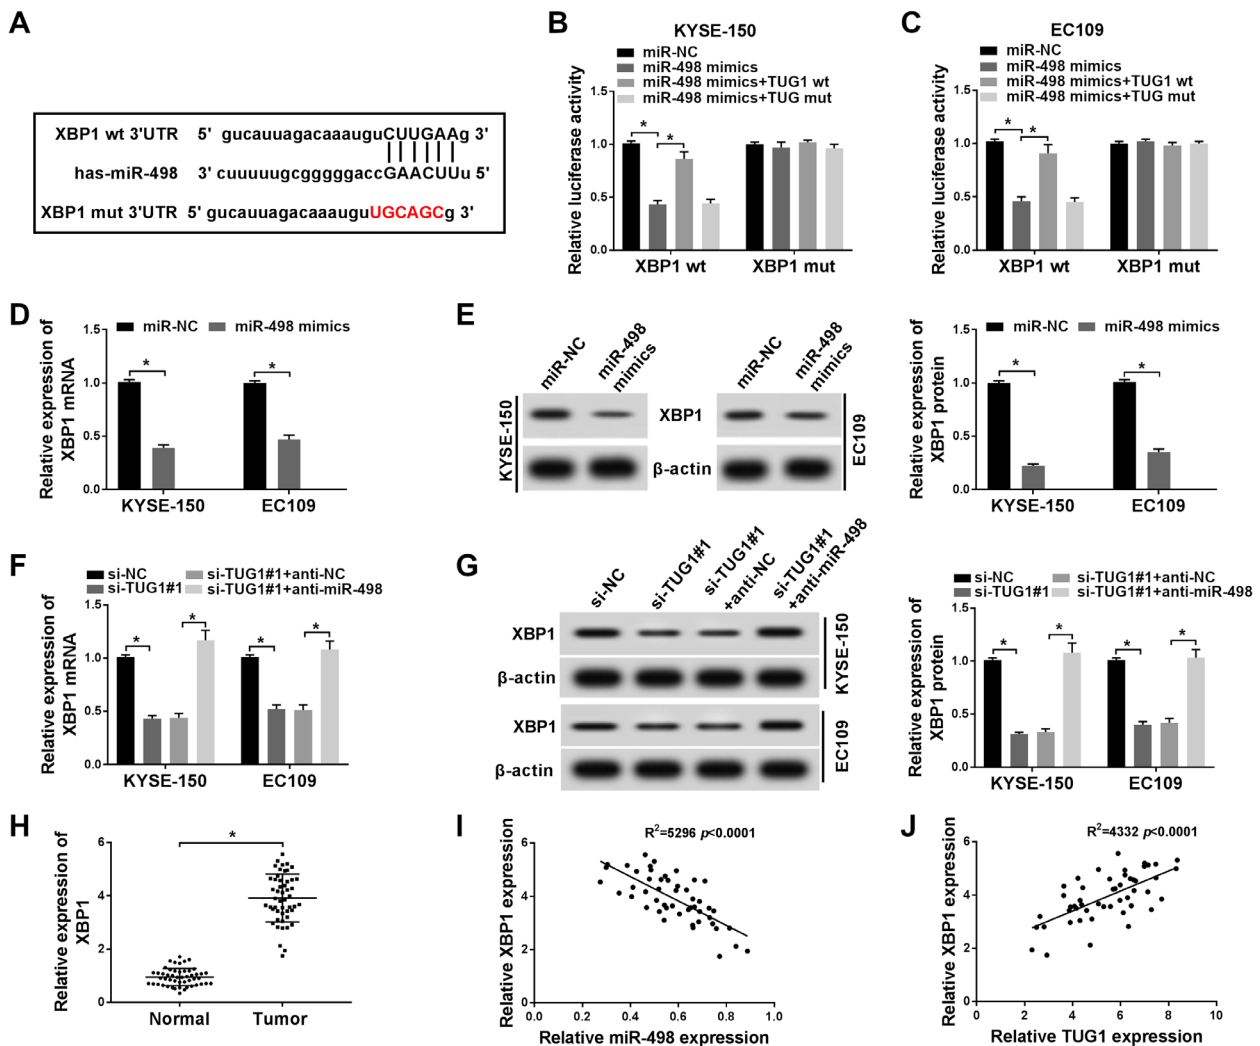 A
XBP1 wt 3'UTR 5' gucauuagacaaauguCUUGAAg 3'
has-miR-498 3' cuuuuugcgggggaccGAACUUu 5'
XBP1 mut 3'UTR 5' gucauuagacaaauguUGCAGCg 3'
B
KYSE-150
miR-NC
miR-498 mimics
miR-498 mimics+TUG1 wt
miR-498 mimics+TUG mut
Relative luciferase activity
1.5
1.0
0.5
0.0
* *
XBP1 wt XBP1 mut
C
EC109
miR-NC
miR-498 mimics
miR-498 mimics+TUG1 wt
miR-498 mimics+TUG mut
Relative luciferase activity
1.5
1.0
0.5
0.0
* *
XBP1 wt XBP1 mut
D
miR-NC miR-498 mimics
Relative expression of
XBP1 mRNA
1.5
1.0
0.5
0.0
* *
KYSE-150 EC109
E
miR-NC
miR-498
mimics
miR-NC
miR-498
mimics
KYSE-150
XBP1
β-actin
EC109
miR-NC miR-498 mimics
Relative expression of
XBP1 protein
1.5
1.0
0.5
0.0
* *
KYSE-150 EC109
F
si-NC si-TUG1#1+anti-NC
si-TUG1#1 si-TUG1#1+anti-miR-498
Relative expression of
XBP1 mRNA
1.5
1.0
0.5
0.0
* * * *
KYSE-150 EC109
G
si-NC
si-TUG1#1
si-TUG1#1
+anti-NC
si-TUG1#1
+anti-miR-498
XBP1
β-actin
KYSE-150
XBP1
β-actin
EC109
si-NC si-TUG1#1+anti-NC
si-TUG1#1 si-TUG1#1+anti-miR-498
Relative expression of
XBP1 protein
1.5
1.0
0.5
0.0
* * * *
KYSE-150 EC109
H
Relative expression of
XBP1
6
4
2
0
*
Normal Tumor
I
R²=5296 p<0.0001
Relative XBP1 expression
6
4
2
0
0.0 0.2 0.4 0.6 0.8 1.0
Relative miR-498 expression
J
R²=4332 p<0.0001
Relative XBP1 expression
6
4
2
0
0 2 4 6 8 10
Relative TUG1 expression